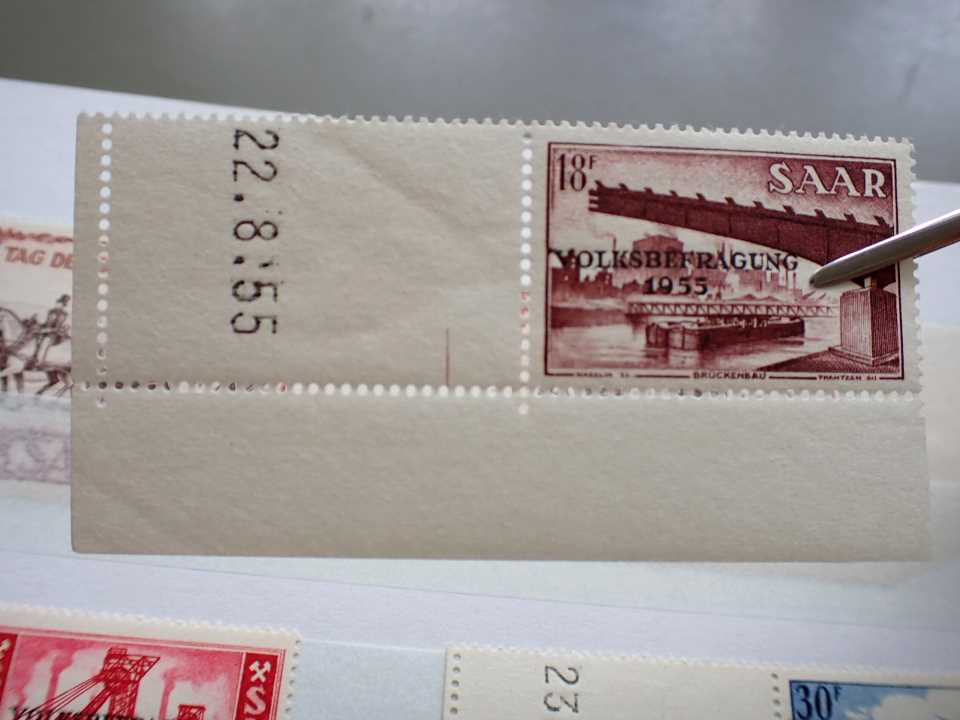 22.8.55
18F
SAAR
VOLKSBEFRAGUNG
1955
BRÜCKENBAU
TAG DE
23
30F